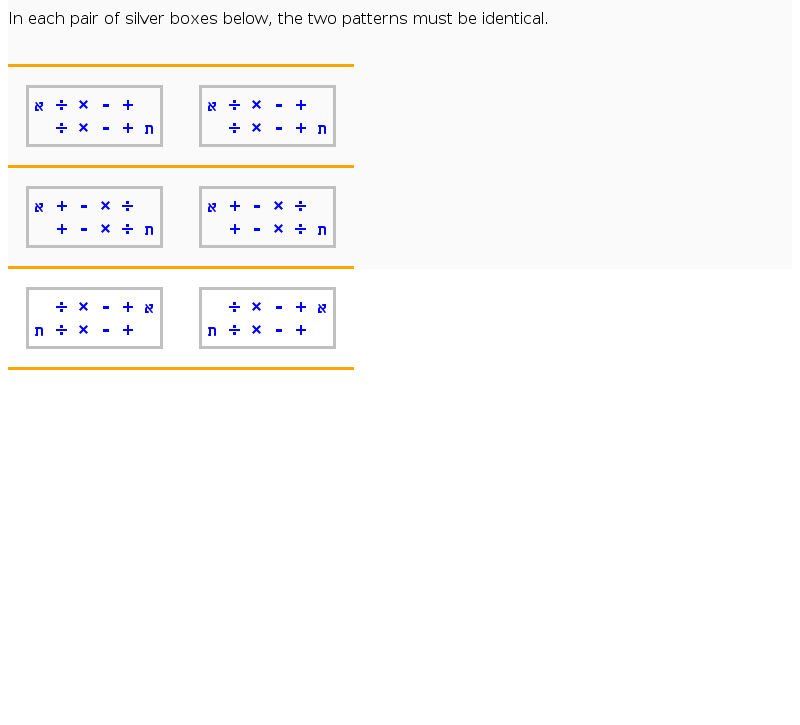 In each pair of silver boxes below, the two patterns must be identical.
א ÷ × - + א ÷ × - +
÷ × - + ת ÷ × - + ת
א + - × ÷ א + - × ÷
+ - × ÷ ת + - × ÷ ת
÷ × - + א ÷ × - + א
ת ÷ × - + ת ÷ × - +